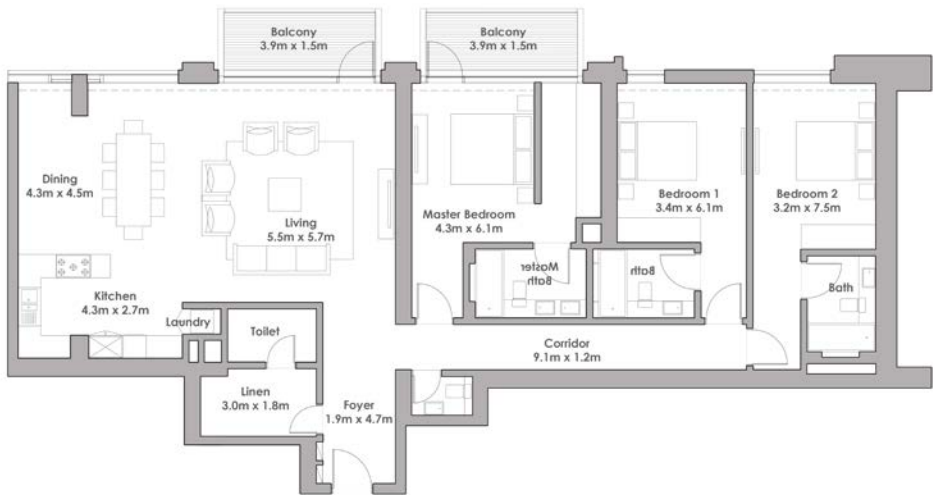 Balcony
3.9m x 1.5m
Balcony
3.9m x 1.5m
Dining
4.3m x 4.5m
Living
5.5m x 5.7m
Master Bedroom
4.3m x 6.1m
Bedroom 1
3.4m x 6.1m
Bedroom 2
3.2m x 7.5m
Master
Bath
Bath
Bath
Kitchen
4.3m x 2.7m
Laundry
Toilet
Corridor
9.1m x 1.2m
Linen
3.0m x 1.8m
Foyer
1.9m x 4.7m